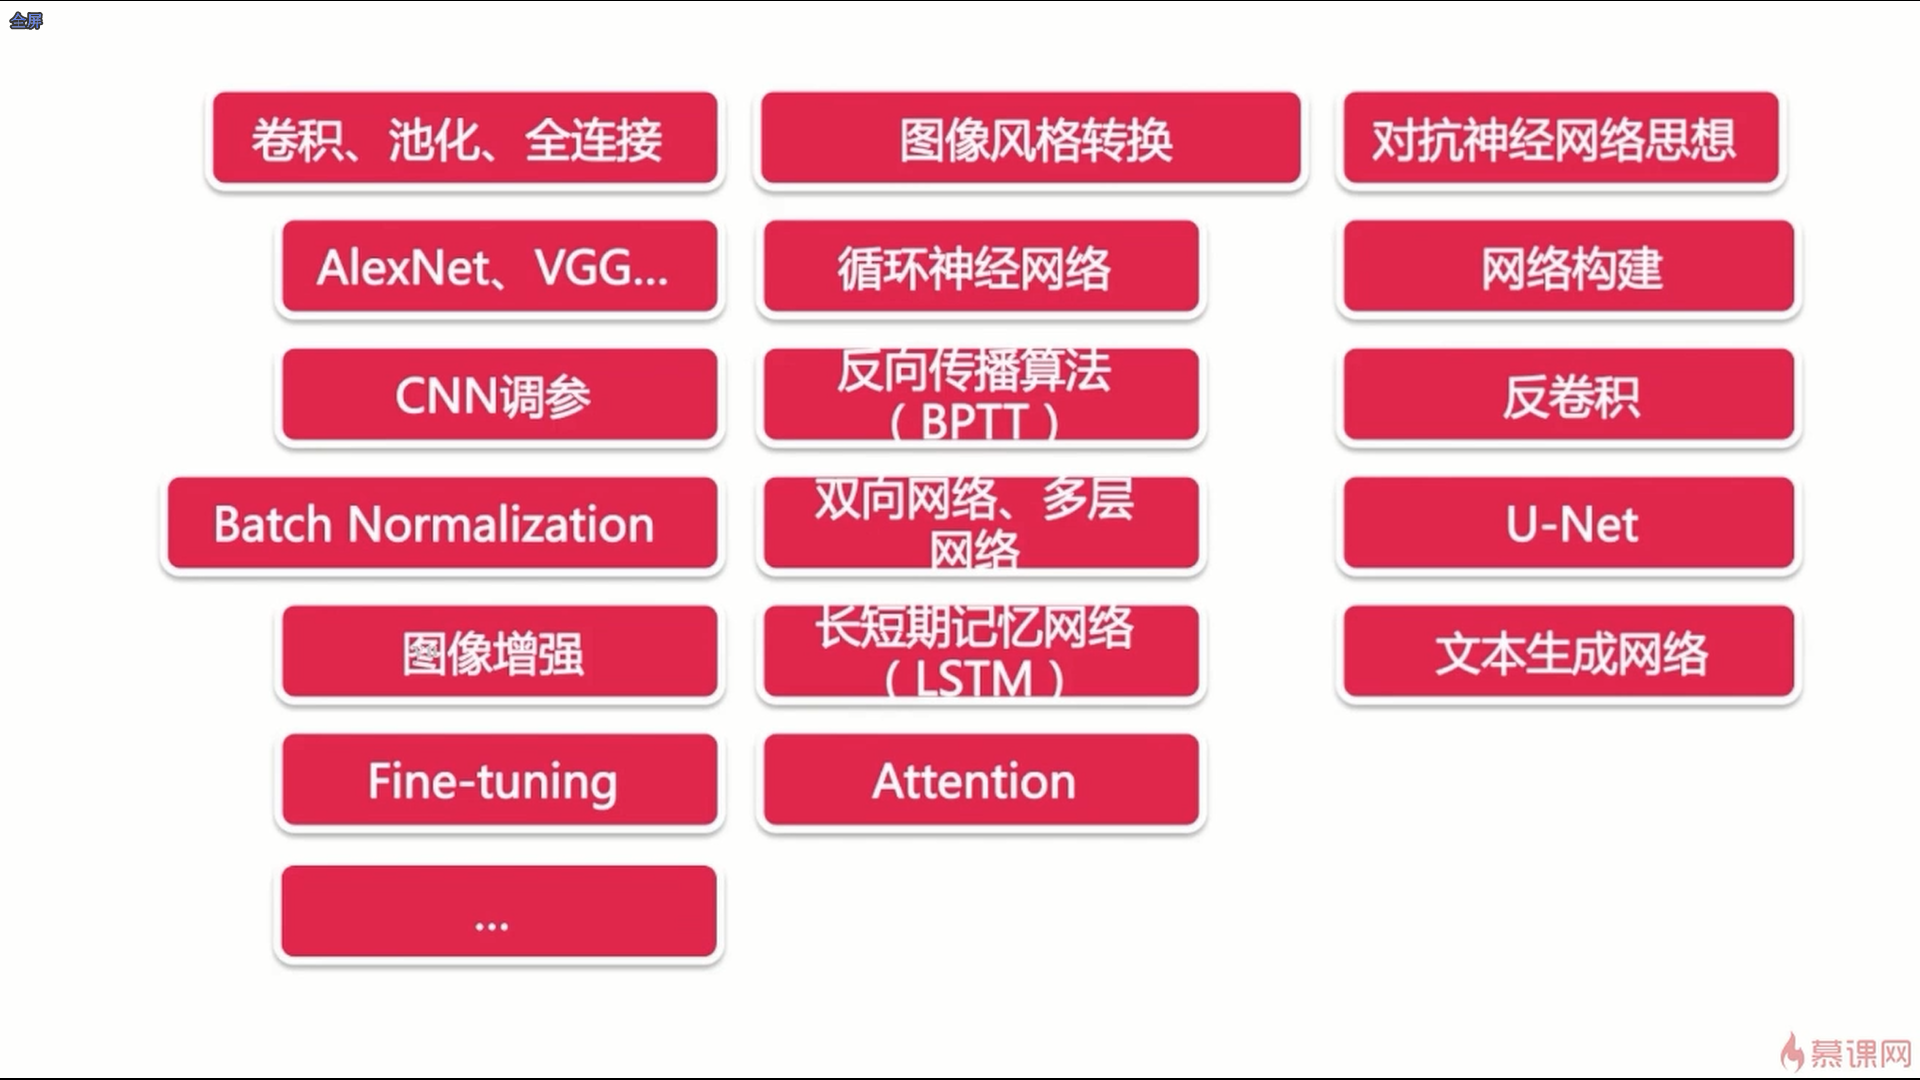 全屏
卷积、池化、全连接
AlexNet、VGG...
CNN调参
Batch Normalization
图像增强
Fine-tuning
...
图像风格转换
循环神经网络
反向传播算法
（BPTT）
双向网络、多层
网络
长短期记忆网络
（LSTM）
Attention
对抗神经网络思想
网络构建
反卷积
U-Net
文本生成网络
慕课网